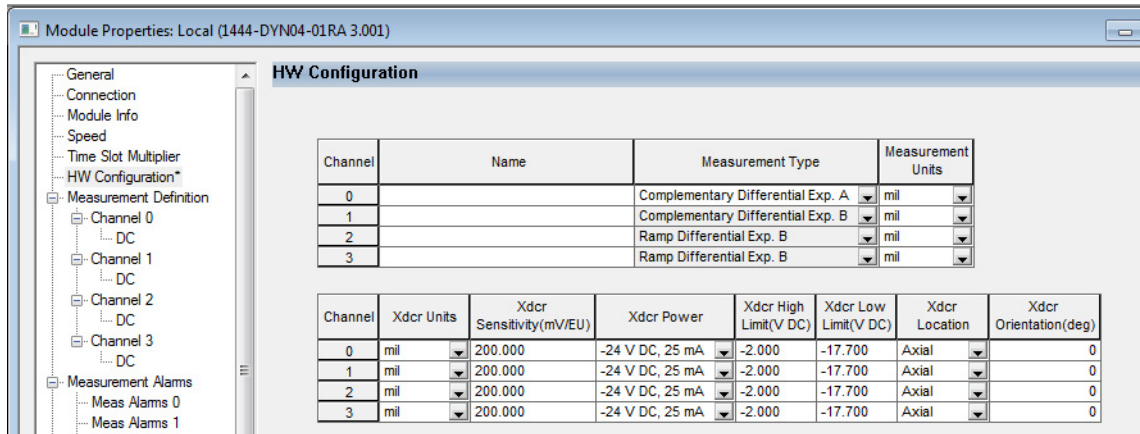 Module Properties: Local (1444-DYN04-01RA 3.001)
General
Connection
Module Info
Speed
Time Slot Multiplier
HW Configuration*
Measurement Definition
Channel 0
DC
Channel 1
DC
Channel 2
DC
Channel 3
DC
Measurement Alarms
Meas Alarms 0
Meas Alarms 1
HW Configuration
Channel Name Measurement Type Measurement Units
0 Complementary Differential Exp. A mil
1 Complementary Differential Exp. B mil
2 Ramp Differential Exp. B mil
3 Ramp Differential Exp. B mil
Channel Xdcr Units Xdcr Sensitivity(mV/EU) Xdcr Power Xdcr High Limit(V DC) Xdcr Low Limit(V DC) Xdcr Location Xdcr Orientation(deg)
0 mil 200.000 -24 V DC, 25 mA -2.000 -17.700 Axial 0
1 mil 200.000 -24 V DC, 25 mA -2.000 -17.700 Axial 0
2 mil 200.000 -24 V DC, 25 mA -2.000 -17.700 Axial 0
3 mil 200.000 -24 V DC, 25 mA -2.000 -17.700 Axial 0